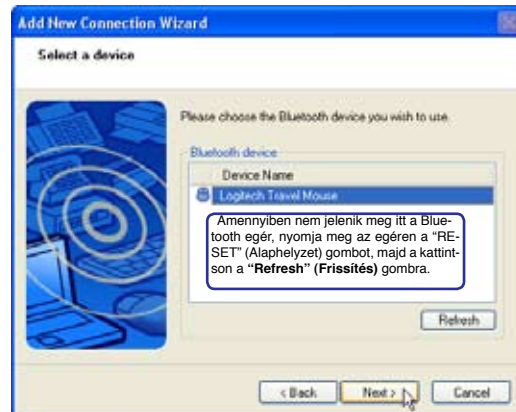 Add New Connection Wizard
Select a device
Please choose the Bluetooth device you wish to use.
Bluetooth device
Device Name
Logitech Travel Mouse
Amennyiben nem jelenik meg itt a Blue-
tooth egér, nyomja meg az egéren a "RE-
SET" (Alaphelyzet) gombot, majd a kattint-
son a "Refresh" (Frissítés) gombra.
Refresh
< Back Next > Cancel